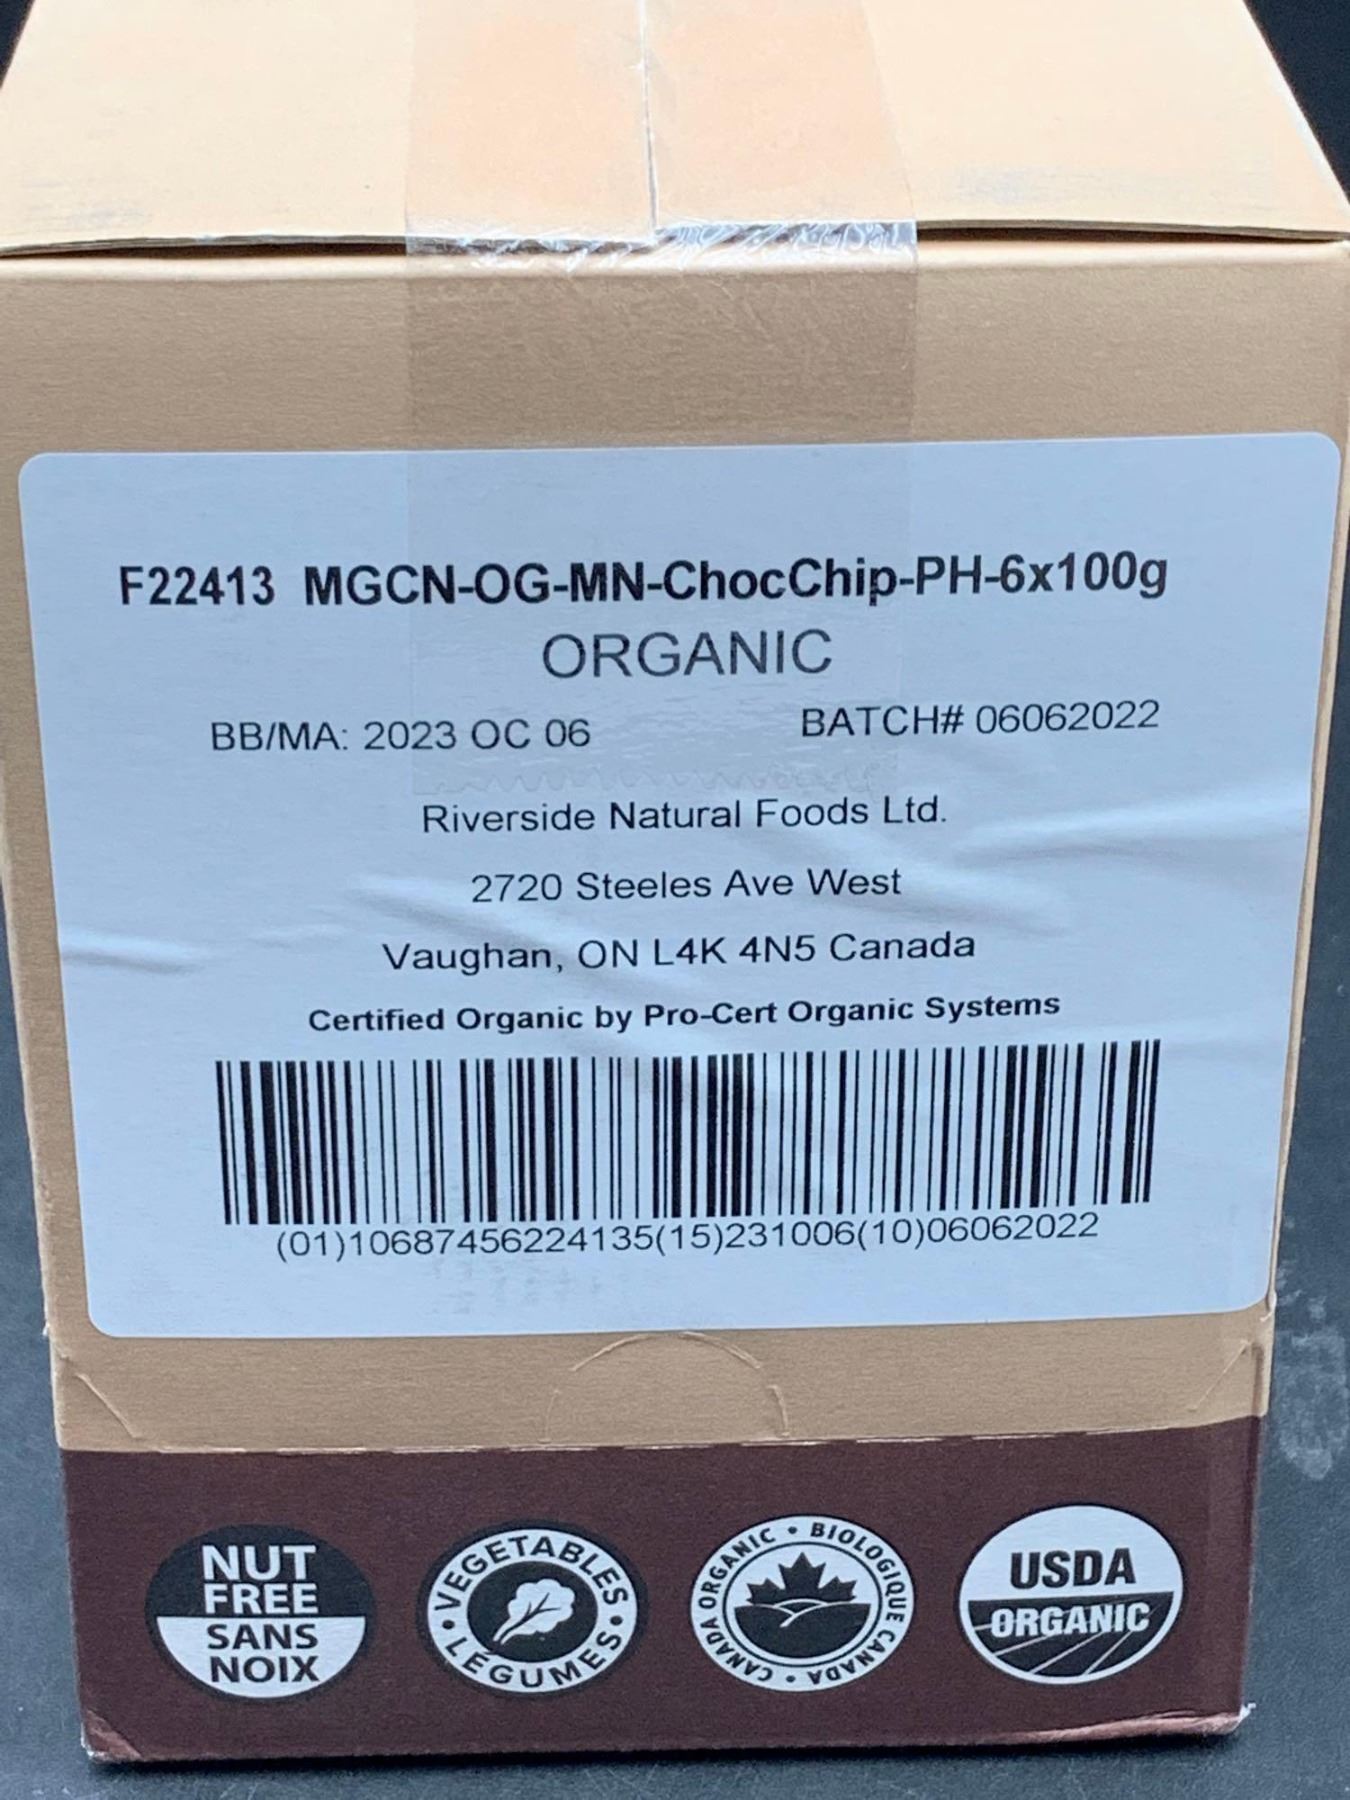 F22413 MGCN-OG-MN-ChocChip-PH-6x100g
ORGANIC
BB/MA: 2023 OC 06 BATCH# 06062022
Riverside Natural Foods Ltd.
2720 Steeles Ave West
Vaughan, ON L4K 4N5 Canada
Certified Organic by Pro-Cert Organic Systems
(01)10687456224135(15)231006(10)06062022
NUT
FREE
SANS
NOIX
VEGETABLES • LÉGUMES •
CANADA ORGANIC • BIOLOGIQUE CANADA •
USDA
ORGANIC